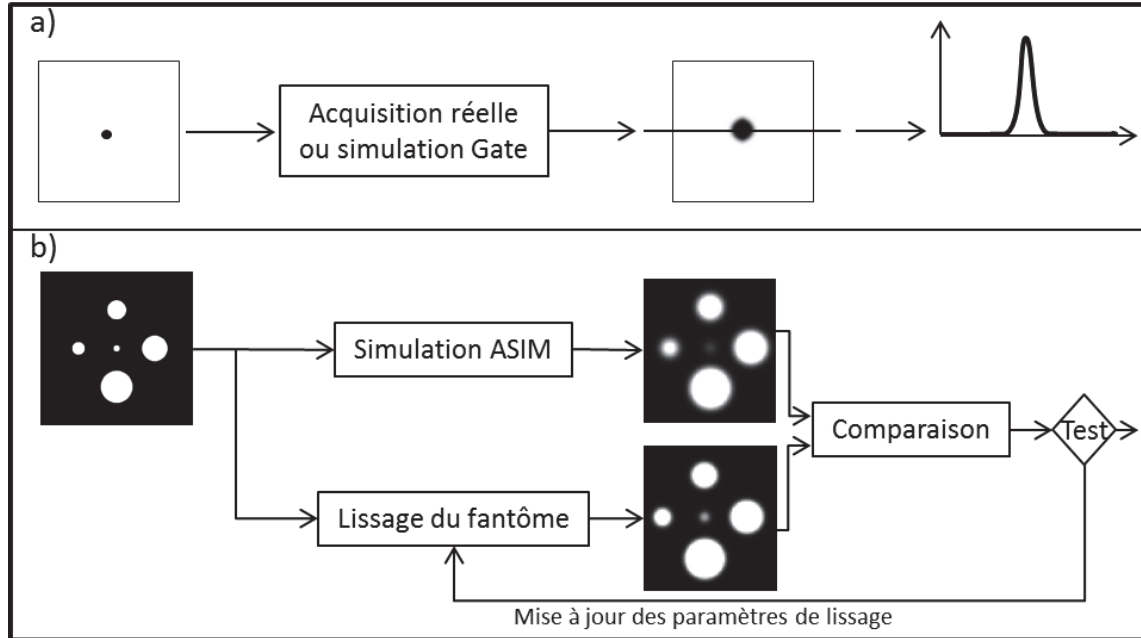 a)
Acquisition réelle
ou simulation Gate
b)
Simulation ASIM
Lissage du fantôme
Comparaison
Test
Mise à jour des paramètres de lissage